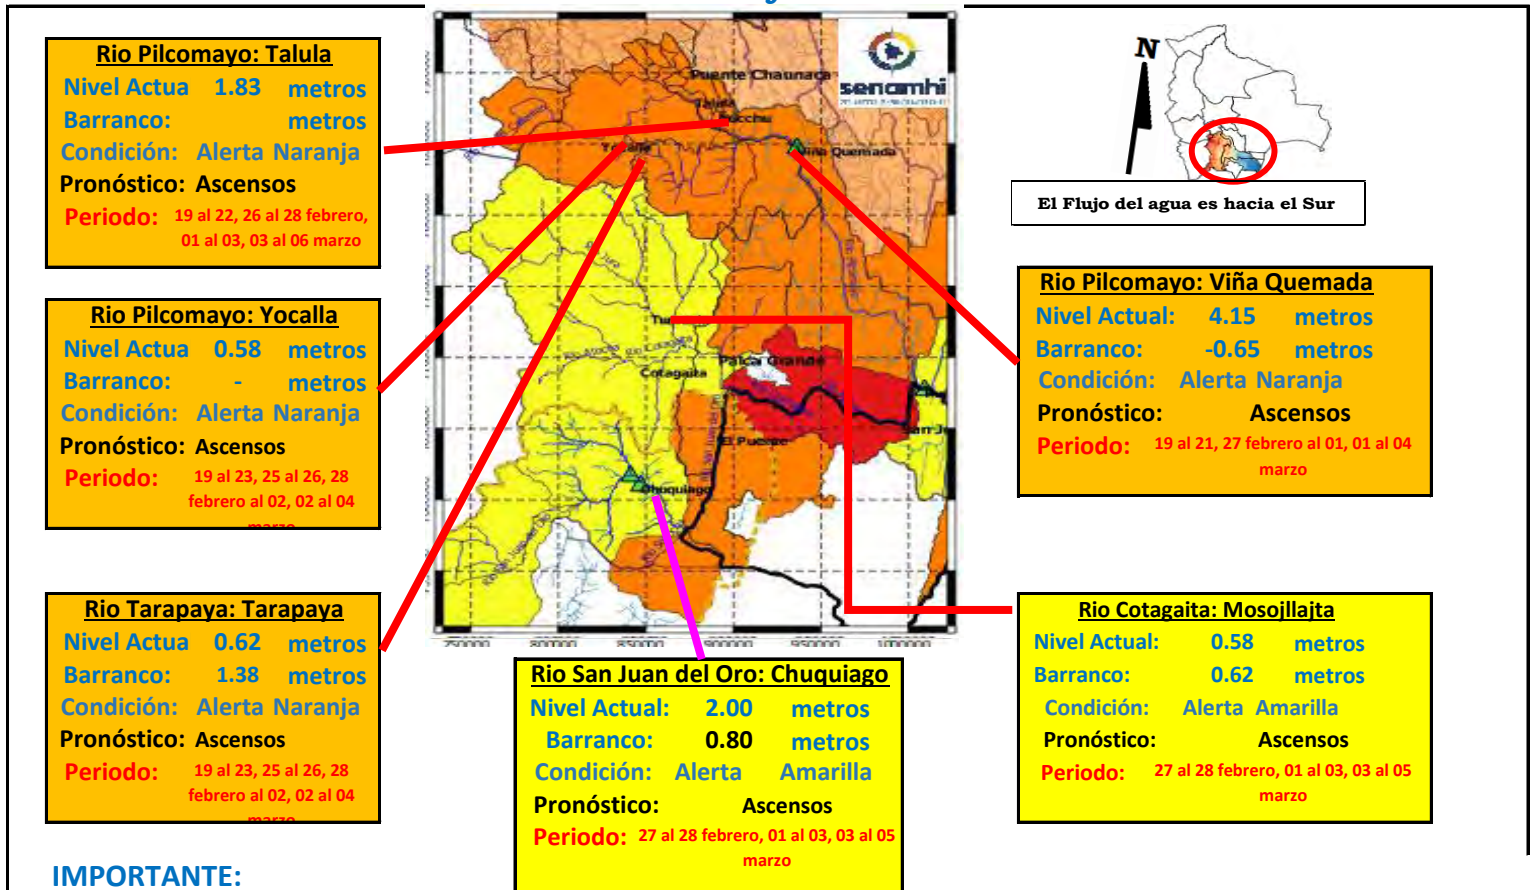 Rio Pilcomayo: Talula
Nivel Actua 1.83 metros
Barranco: metros
Condición: Alerta Naranja
Pronóstico: Ascensos
Periodo: 19 al 22, 26 al 28 febrero,
01 al 03, 03 al 06 marzo
Rio Pilcomayo: Yocalla
Nivel Actua 0.58 metros
Barranco: - metros
Condición: Alerta Naranja
Pronóstico: Ascensos
Periodo: 19 al 23, 25 al 26, 28
febrero al 02, 02 al 04
marzo
Rio Tarapaya: Tarapaya
Nivel Actua 0.62 metros
Barranco: 1.38 metros
Condición: Alerta Naranja
Pronóstico: Ascensos
Periodo: 19 al 23, 25 al 26, 28
febrero al 02, 02 al 04
marzo
IMPORTANTE:
senamhi
Puente Chaunaca
Talula
Viña Quemada
Palca Grande
Cotagaita
El Puente
Chuquiago
Rio San Juan del Oro: Chuquiago
Nivel Actual: 2.00 metros
Barranco: 0.80 metros
Condición: Alerta Amarilla
Pronóstico: Ascensos
Periodo: 27 al 28 febrero, 01 al 03, 03 al 05
marzo
N
El Flujo del agua es hacia el Sur
Rio Pilcomayo: Viña Quemada
Nivel Actual: 4.15 metros
Barranco: -0.65 metros
Condición: Alerta Naranja
Pronóstico: Ascensos
Periodo: 19 al 21, 27 febrero al 01, 01 al 04
marzo
Rio Cotagaita: Mosojllajta
Nivel Actual: 0.58 metros
Barranco: 0.62 metros
Condición: Alerta Amarilla
Pronóstico: Ascensos
Periodo: 27 al 28 febrero, 01 al 03, 03 al 05
marzo